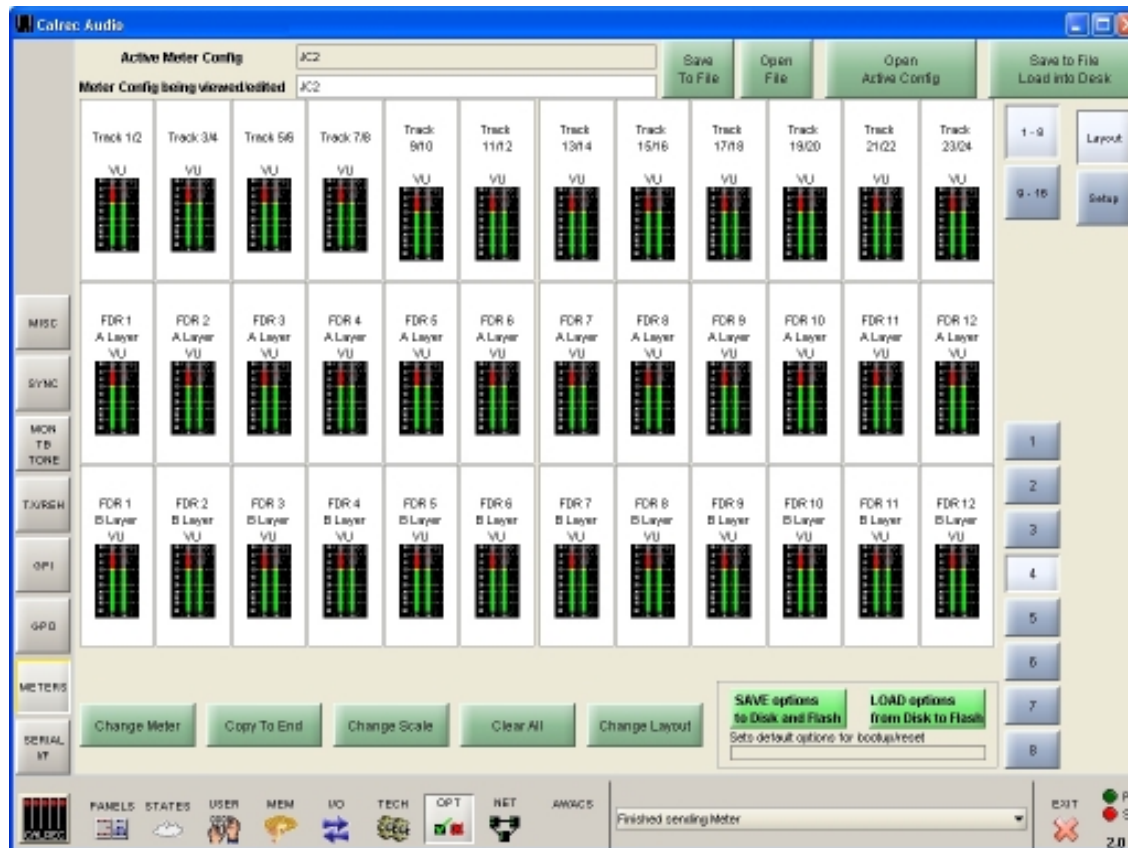 Calrec Audio
Active Meter Config
JC2
Meter Config being viewed/edited
JC2
Save To File
Open File
Open Active Config
Save to File Load into Desk
Track 1/2 Track 3/4 Track 5/6 Track 7/8 Track 9/10 Track 11/12 Track 13/14 Track 15/16 Track 17/18 Track 19/20 Track 21/22 Track 23/24
VU VU VU VU VU VU VU VU VU VU VU VU
1 - 8
Layout
9 - 16
Setup
FDR 1 FDR 2 FDR 3 FDR 4 FDR 5 FDR 6 FDR 7 FDR 8 FDR 9 FDR 10 FDR 11 FDR 12
A Layer A Layer A Layer A Layer A Layer A Layer A Layer A Layer A Layer A Layer A Layer A Layer
VU VU VU VU VU VU VU VU VU VU VU VU
FDR 1 FDR 2 FDR 3 FDR 4 FDR 5 FDR 6 FDR 7 FDR 8 FDR 9 FDR 10 FDR 11 FDR 12
B Layer B Layer B Layer B Layer B Layer B Layer B Layer B Layer B Layer B Layer B Layer B Layer
VU VU VU VU VU VU VU VU VU VU VU VU
MISC
SYNC
MON
TB
TONE
TX/REH
GPI
GPO
METERS
SERIAL
I/F
1
2
3
4
5
6
7
8
Change Meter
Copy To End
Change Scale
Clear All
Change Layout
SAVE options
to Disk and Flash
LOAD options
from Disk to Flash
Sets default options for bootup/reset
CALREC
PANELS STATES USER MEM I/O TECH OPT NET AWACS
Finished sending Meter
EXIT
P
S
2.0